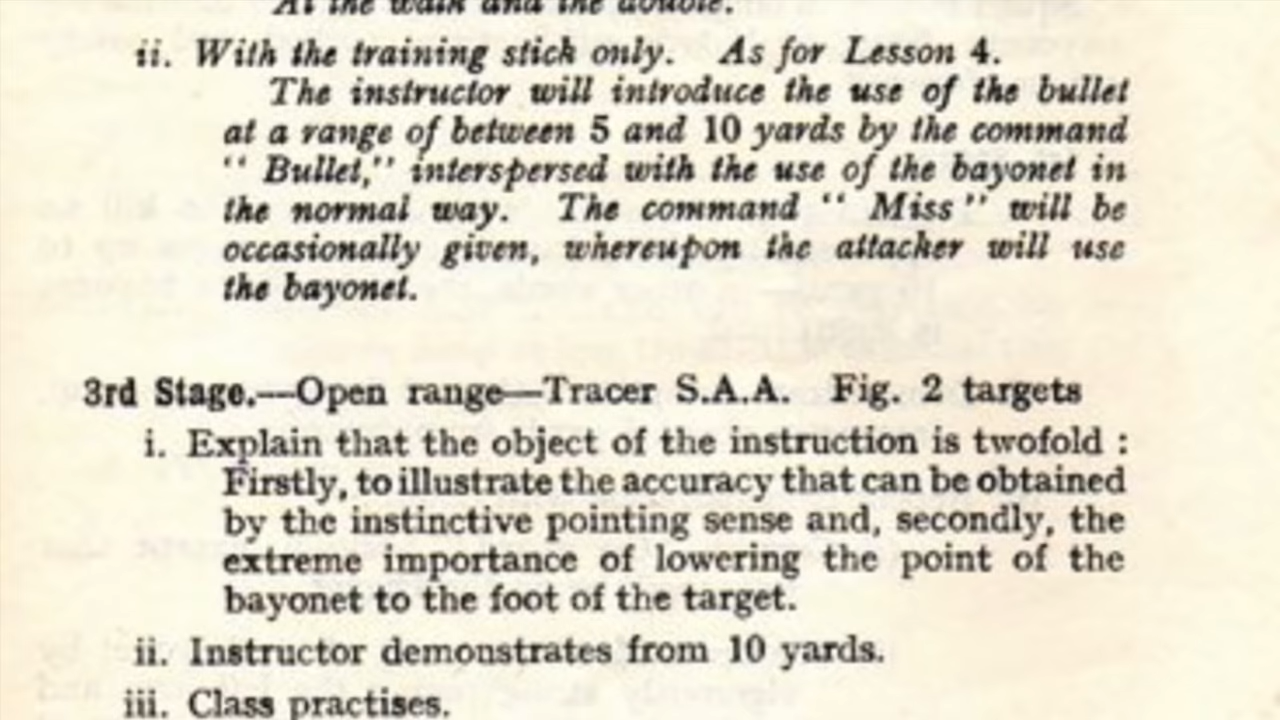 At the walk and the double.
ii. With the training stick only. As for Lesson 4.
The instructor will introduce the use of the bullet
at a range of between 5 and 10 yards by the command
“ Bullet,” interspersed with the use of the bayonet in
the normal way. The command “ Miss” will be
occasionally given, whereupon the attacker will use
the bayonet.
3rd Stage.—Open range—Tracer S.A.A. Fig. 2 targets
i. Explain that the object of the instruction is twofold :
Firstly, to illustrate the accuracy that can be obtained
by the instinctive pointing sense and, secondly, the
extreme importance of lowering the point of the
bayonet to the foot of the target.
ii. Instructor demonstrates from 10 yards.
iii. Class practises.